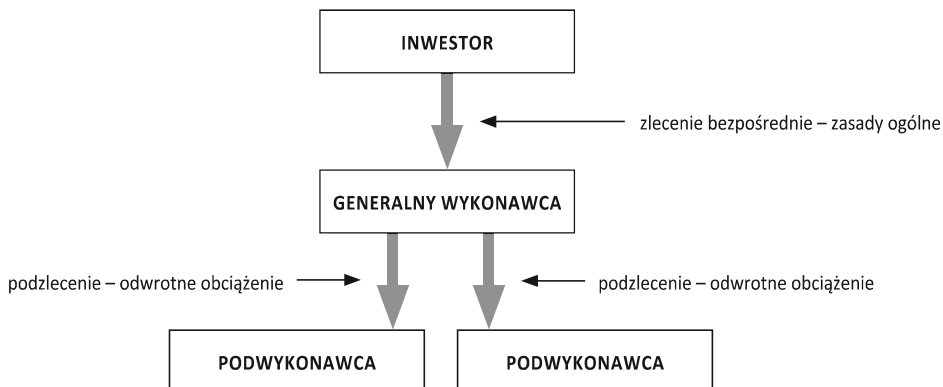 INWESTOR
zlecenie bezpośrednie – zasady ogólne
GENERALNY WYKONAWCA
podzlecenie – odwrotne obciążenie
podzlecenie – odwrotne obciążenie
PODWYKONAWCA
PODWYKONAWCA